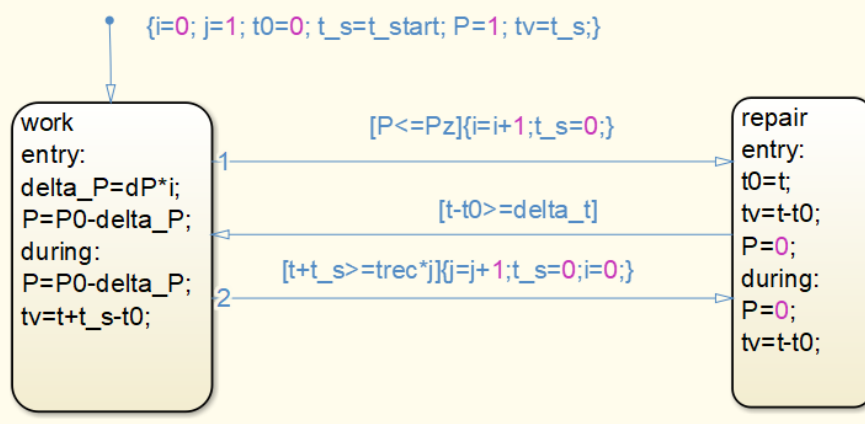 {i=0; j=1; t0=0; t_s=t_start; P=1; tv=t_s;}
work
entry:
delta_P=dP*i;
P=P0-delta_P;
during:
P=P0-delta_P;
tv=t+t_s-t0;
[P<=Pz]{i=i+1;t_s=0;}
1
[t-t0>=delta_t]
[t+t_s>=trec*j]{j=j+1;t_s=0;i=0;}
2
repair
entry:
t0=t;
tv=t-t0;
P=0;
during:
P=0;
tv=t-t0;